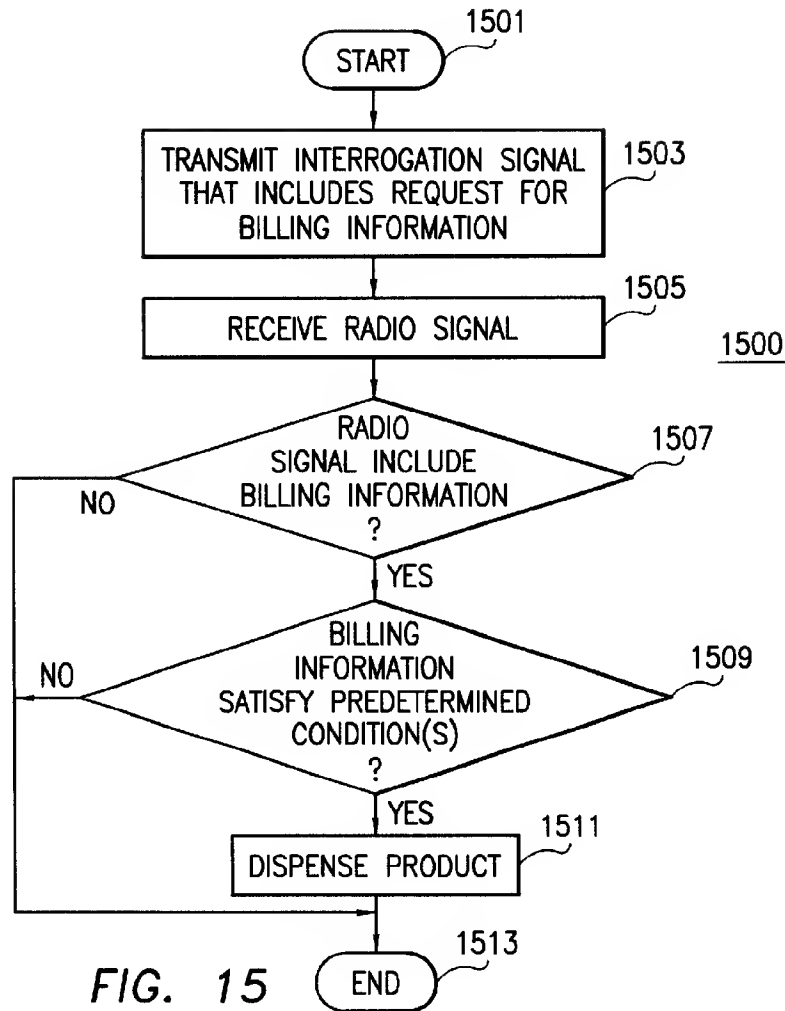 1501
START
TRANSMIT INTERROGATION SIGNAL
THAT INCLUDES REQUEST FOR
BILLING INFORMATION
1503
1505
RECEIVE RADIO SIGNAL
1500
RADIO
SIGNAL INCLUDE
BILLING INFORMATION
?
1507
NO
YES
BILLING
INFORMATION
SATISFY PREDETERMINED
CONDITION(S)
?
1509
NO
YES
1511
DISPENSE PRODUCT
1513
END
FIG. 15